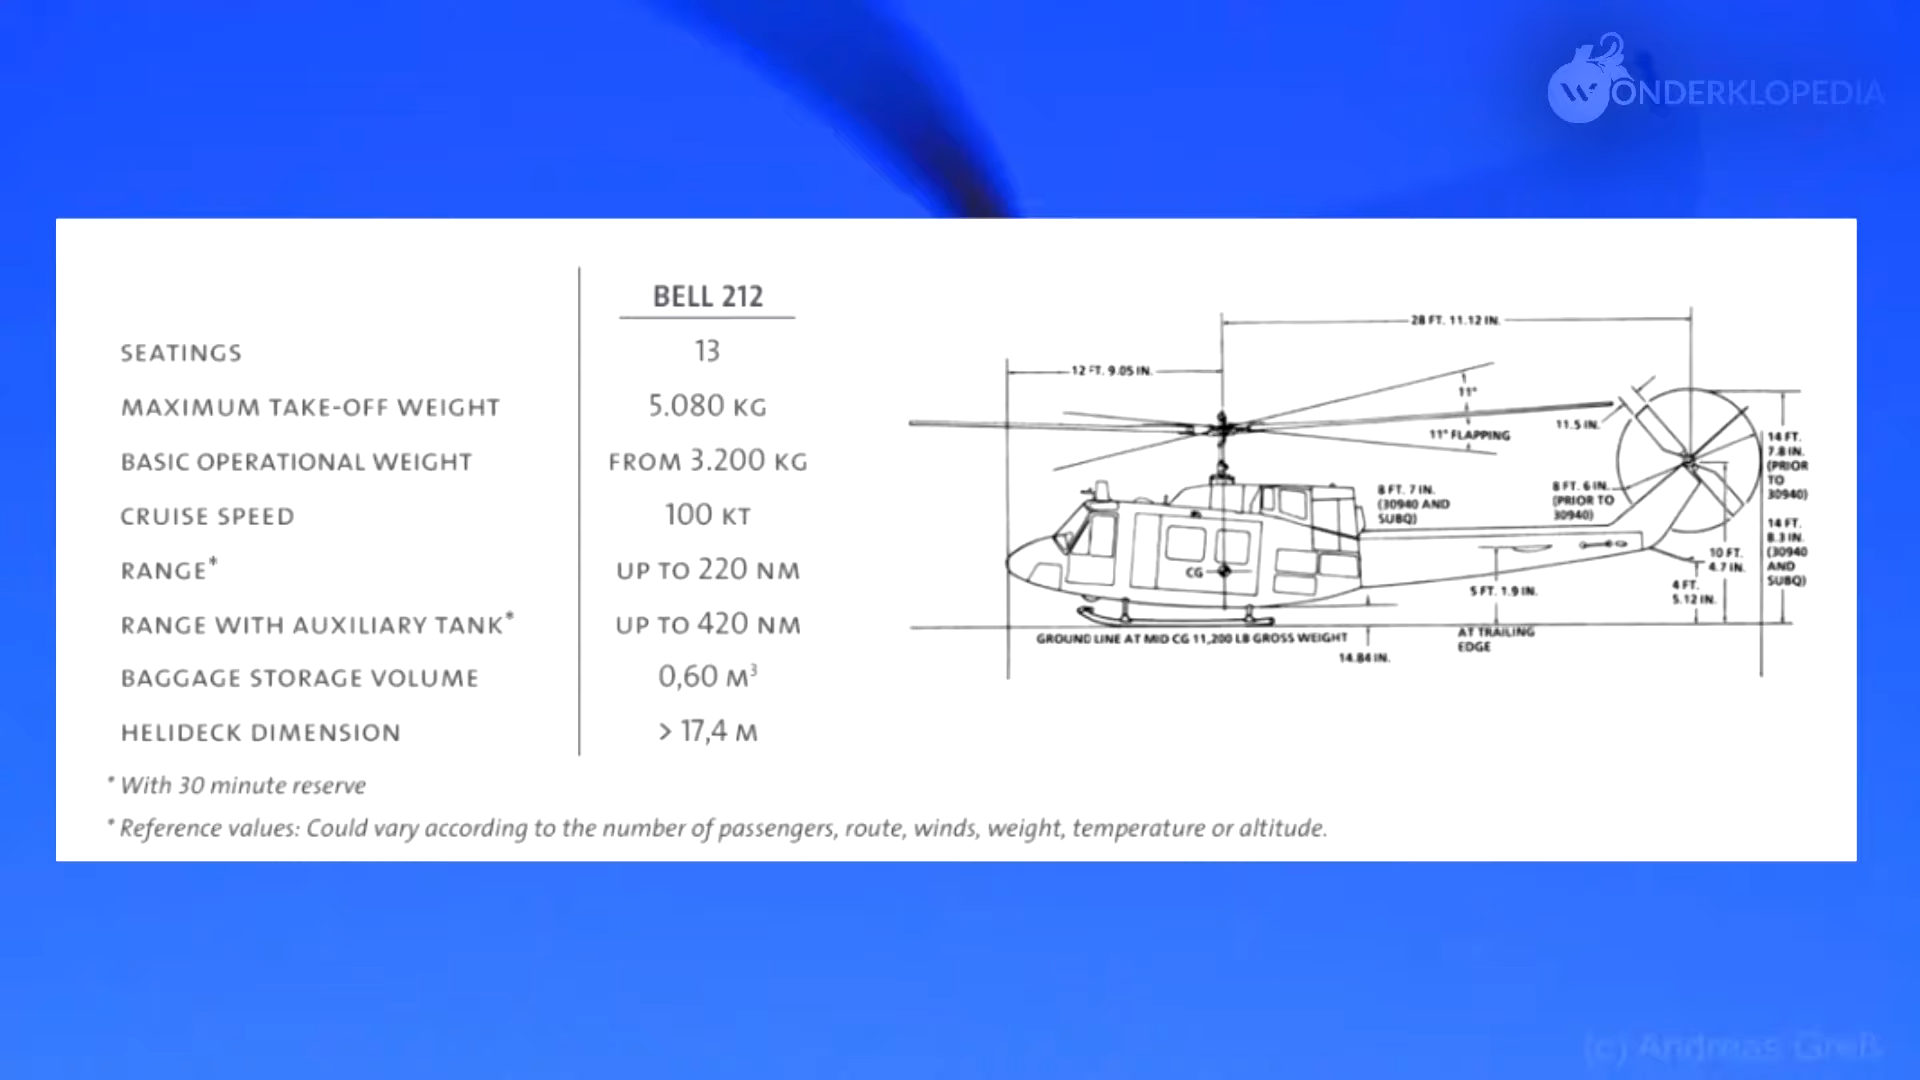 WONDERKLOPEDIA
BELL 212
SEATINGS 13
MAXIMUM TAKE-OFF WEIGHT 5.080 KG
BASIC OPERATIONAL WEIGHT FROM 3.200 KG
CRUISE SPEED 100 KT
RANGE* UP TO 220 NM
RANGE WITH AUXILIARY TANK* UP TO 420 NM
BAGGAGE STORAGE VOLUME 0,60 M³
HELIDECK DIMENSION > 17,4 M
* With 30 minute reserve
* Reference values: Could vary according to the number of passengers, route, winds, weight, temperature or altitude.
28 FT. 11.12 IN.
12 FT. 9.05 IN.
11°
11° FLAPPING
11.5 IN.
8 FT. 7 IN.
(30940 AND
SUBQ)
8 FT. 6 IN.
(PRIOR TO
30940)
14 FT.
7.8 IN.
(PRIOR
TO
30940)
14 FT.
8.3 IN.
(30940
AND
SUBQ)
10 FT.
4.7 IN.
4 FT.
5.12 IN.
CG
5 FT. 1.9 IN.
AT TRAILING
EDGE
GROUND LINE AT MID CG 11,200 LB GROSS WEIGHT
14.84 IN.
(c) Andreas Greß